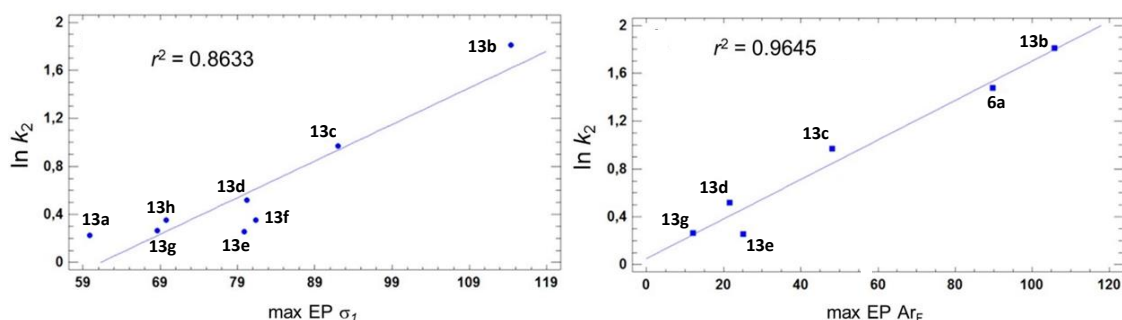 2
1,6
1,2
0,8
0,4
0
ln k2
r2 = 0.8633
13b
13c
13d
13a
13h
13f
13g
13e
59
69
79
89
99
109
119
max EP σ1
2
1,6
1,2
0,8
0,4
0
ln k2
r2 = 0.9645
13b
6a
13c
13d
13g
13e
0
20
40
60
80
100
120
max EP ArF